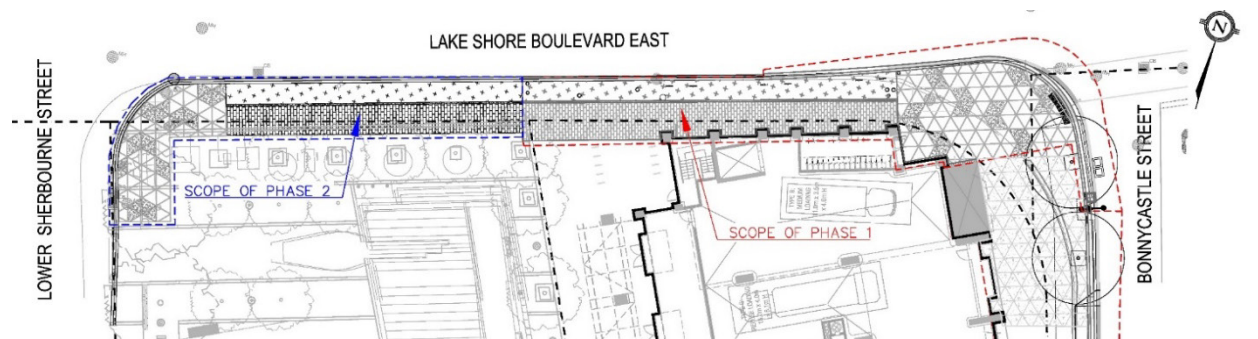 LAKE SHORE BOULEVARD EAST
N
LOWER SHERBOURNE STREET
BONNYCASTLE STREET
SCOPE OF PHASE 2
SCOPE OF PHASE 1